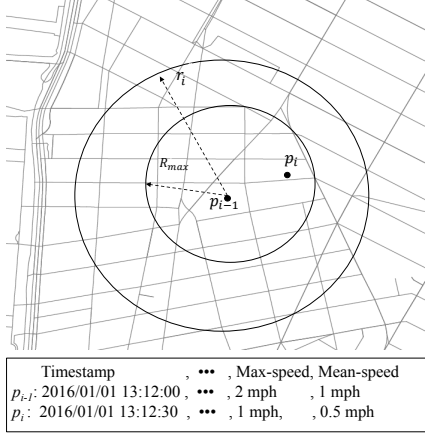 r_i
R_max
p_i
p_{i-1}
Timestamp , ••• , Max-speed, Mean-speed
p_{i-1}: 2016/01/01 13:12:00 , ••• , 2 mph , 1 mph
p_i : 2016/01/01 13:12:30 , ••• , 1 mph, , 0.5 mph